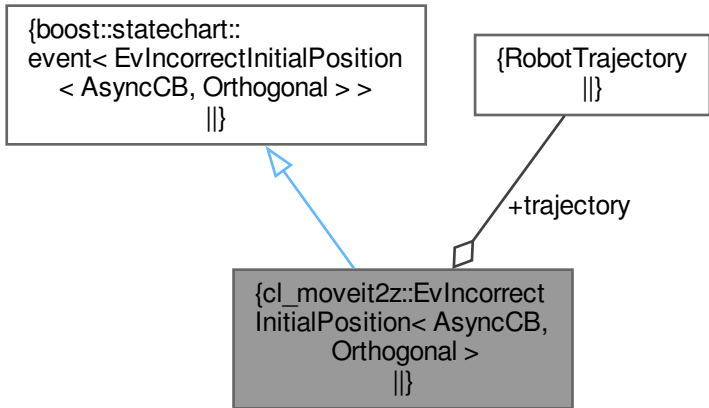 {boost::statechart::
event< EvIncorrectInitialPosition
< AsyncCB, Orthogonal > >
||}
{RobotTrajectory
||}
+trajectory
{cl_moveit2z::EvIncorrect
InitialPosition< AsyncCB,
Orthogonal >
||}